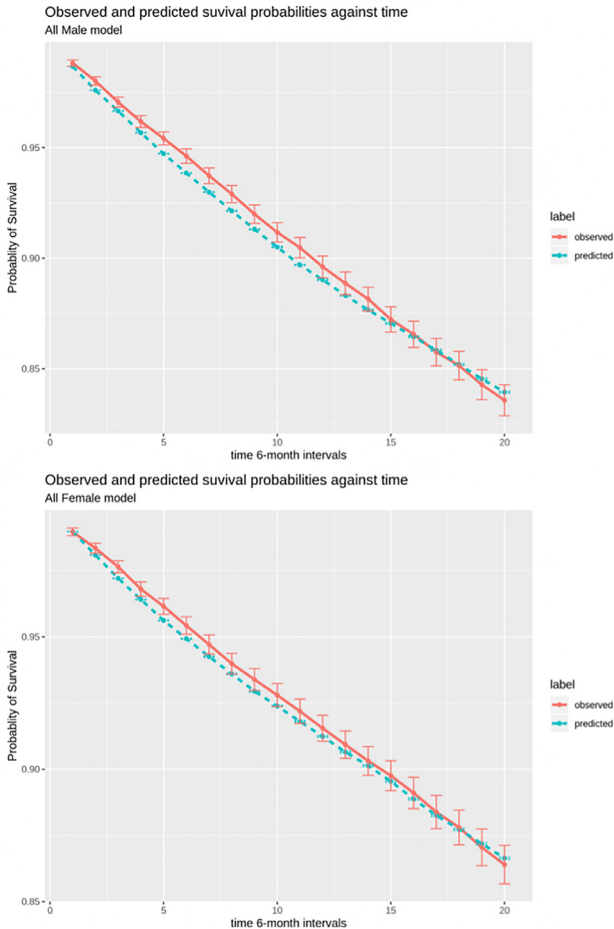 Observed and predicted suvival probabilities against time
All Male model
0.95
0.90
0.85
Probablity of Survival
0 5 10 15 20
time 6-month intervals
label
observed
predicted
Observed and predicted suvival probabilities against time
All Female model
0.95
0.90
0.85
Probablity of Survival
0 5 10 15 20
time 6-month intervals
label
observed
predicted